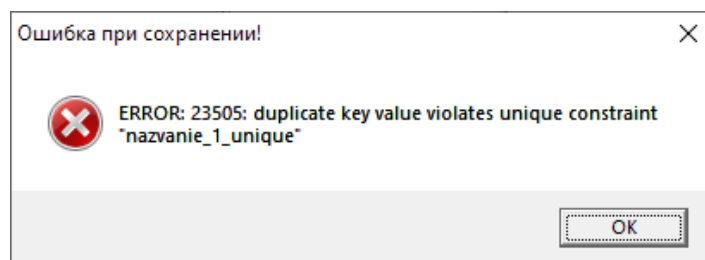 Ошибка при сохранении!
ERROR: 23505: duplicate key value violates unique constraint
"nazvanie_1_unique"
OK